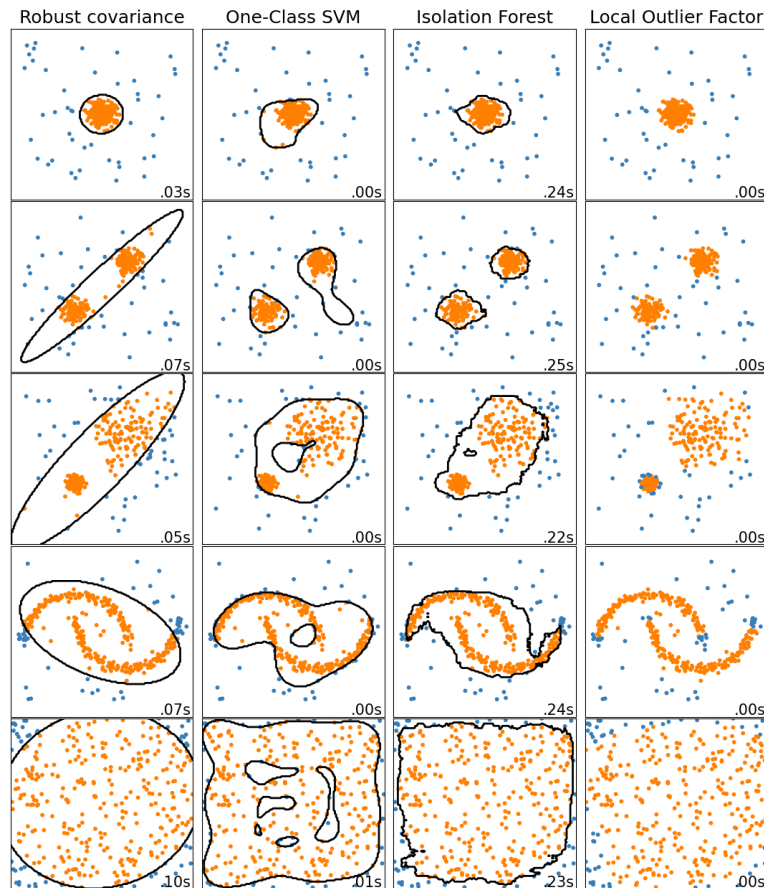 Robust covariance One-Class SVM Isolation Forest Local Outlier Factor
.03s .00s .24s .00s
.07s .00s .25s .00s
.05s .00s .22s .00s
.07s .00s .24s .00s
.10s .01s .23s .00s